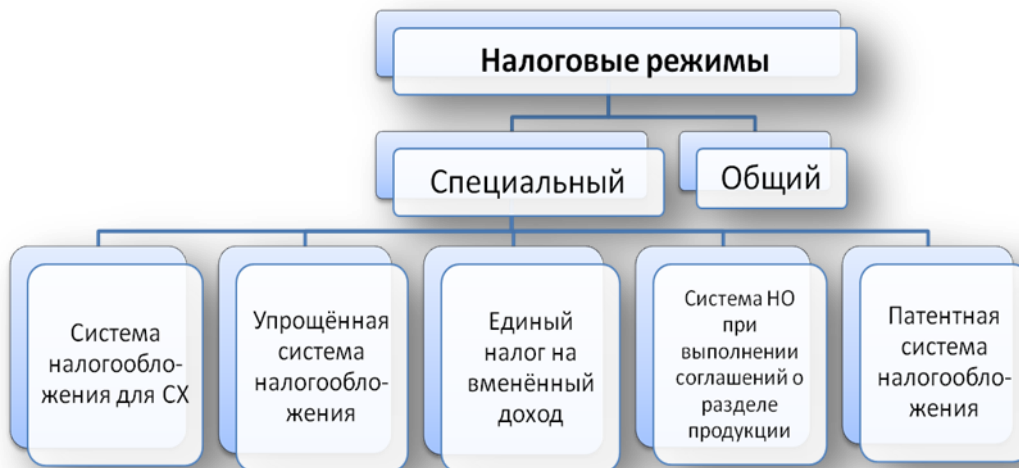 Налоговые режимы
Специальный
Общий
Система
налогообло-
жения для СХ
Упрощённая
система
налогообло-
жения
Единый
налог на
вменённый
доход
Система НО
при
выполнении
соглашений о
разделе
продукции
Патентная
система
налогообло-
жения